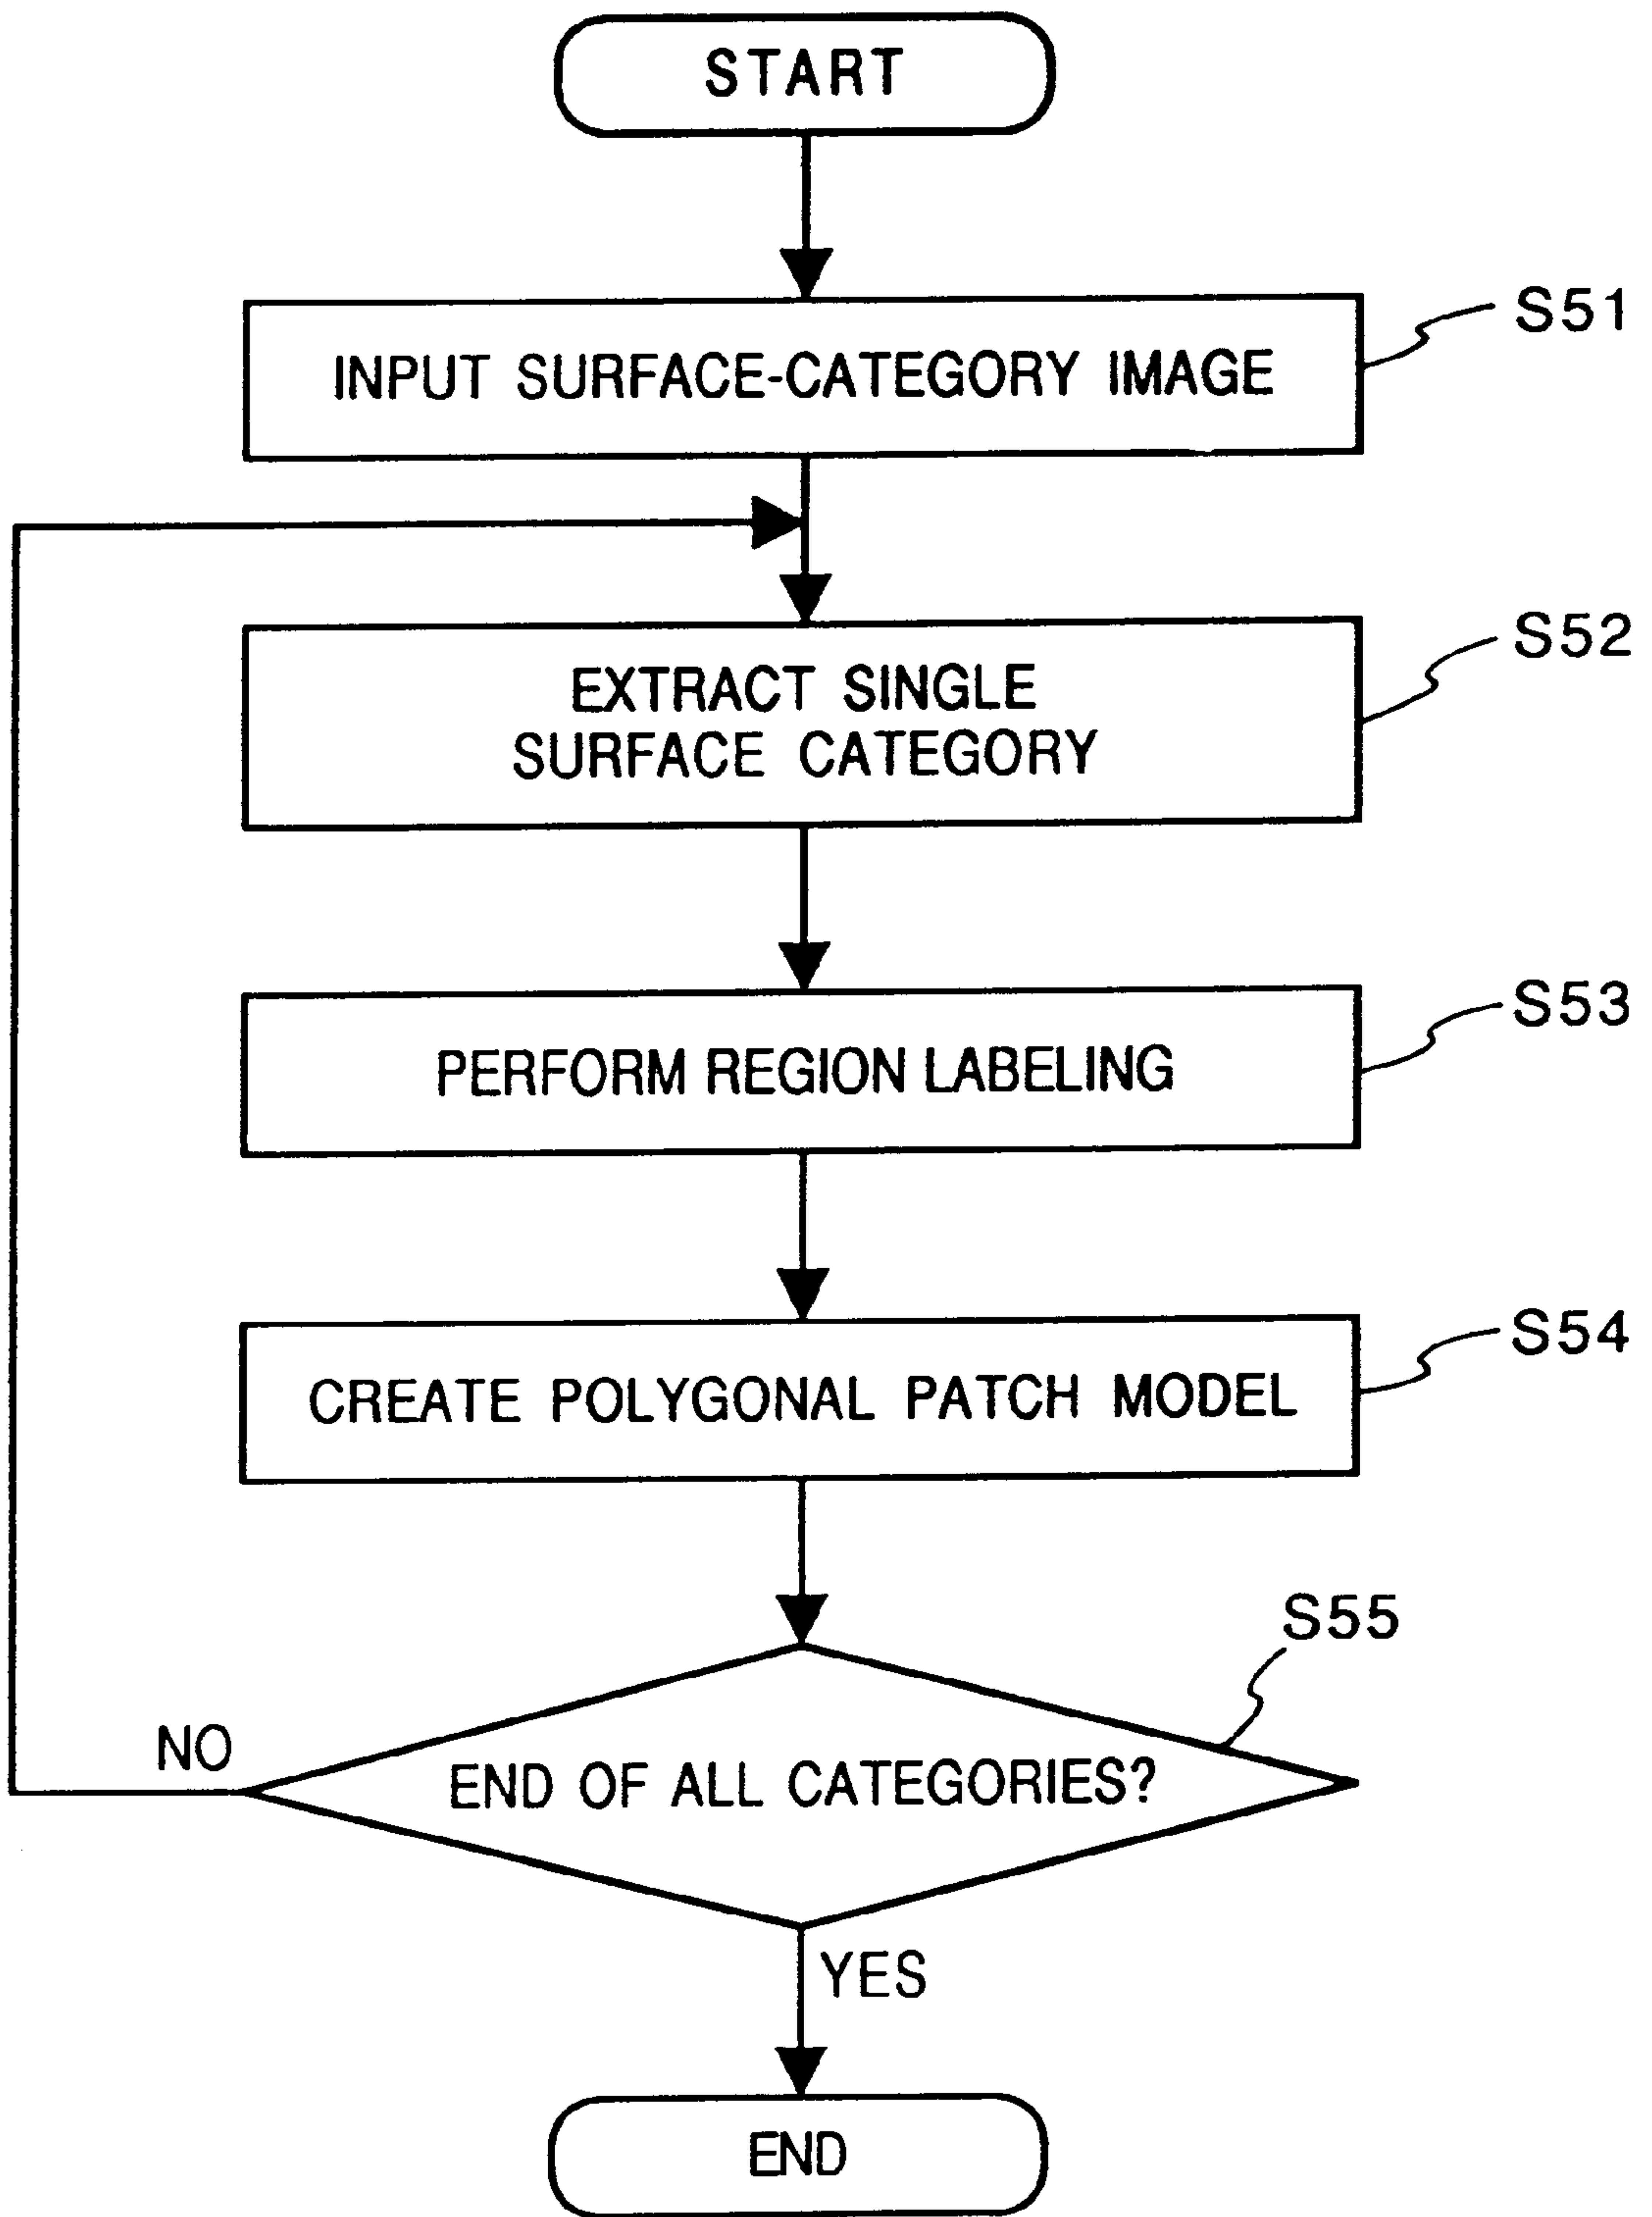 START
INPUT SURFACE-CATEGORY IMAGE
S51
EXTRACT SINGLE
SURFACE CATEGORY
S52
PERFORM REGION LABELING
S53
CREATE POLYGONAL PATCH MODEL
S54
S55
END OF ALL CATEGORIES?
NO
YES
END